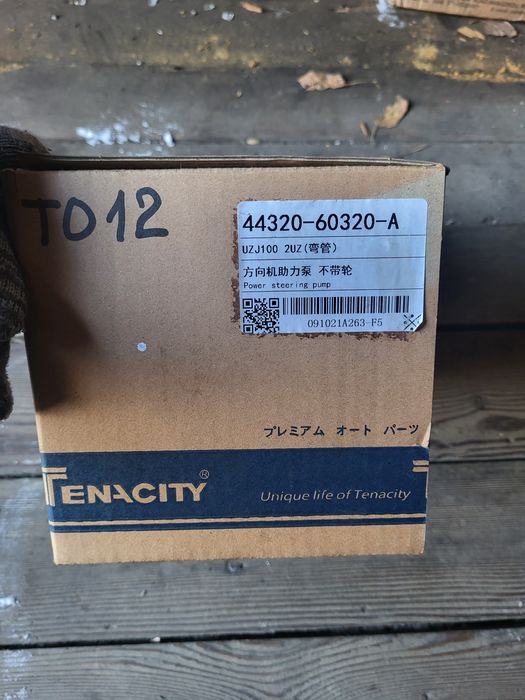 TO12
44320-60320-A
UZJ100 2UZ(弯管)
方向机助力泵 不带轮
Power steering pump
091021A263-F5
プレミアム オート パーツ
TENACITY®
Unique life of Tenacity